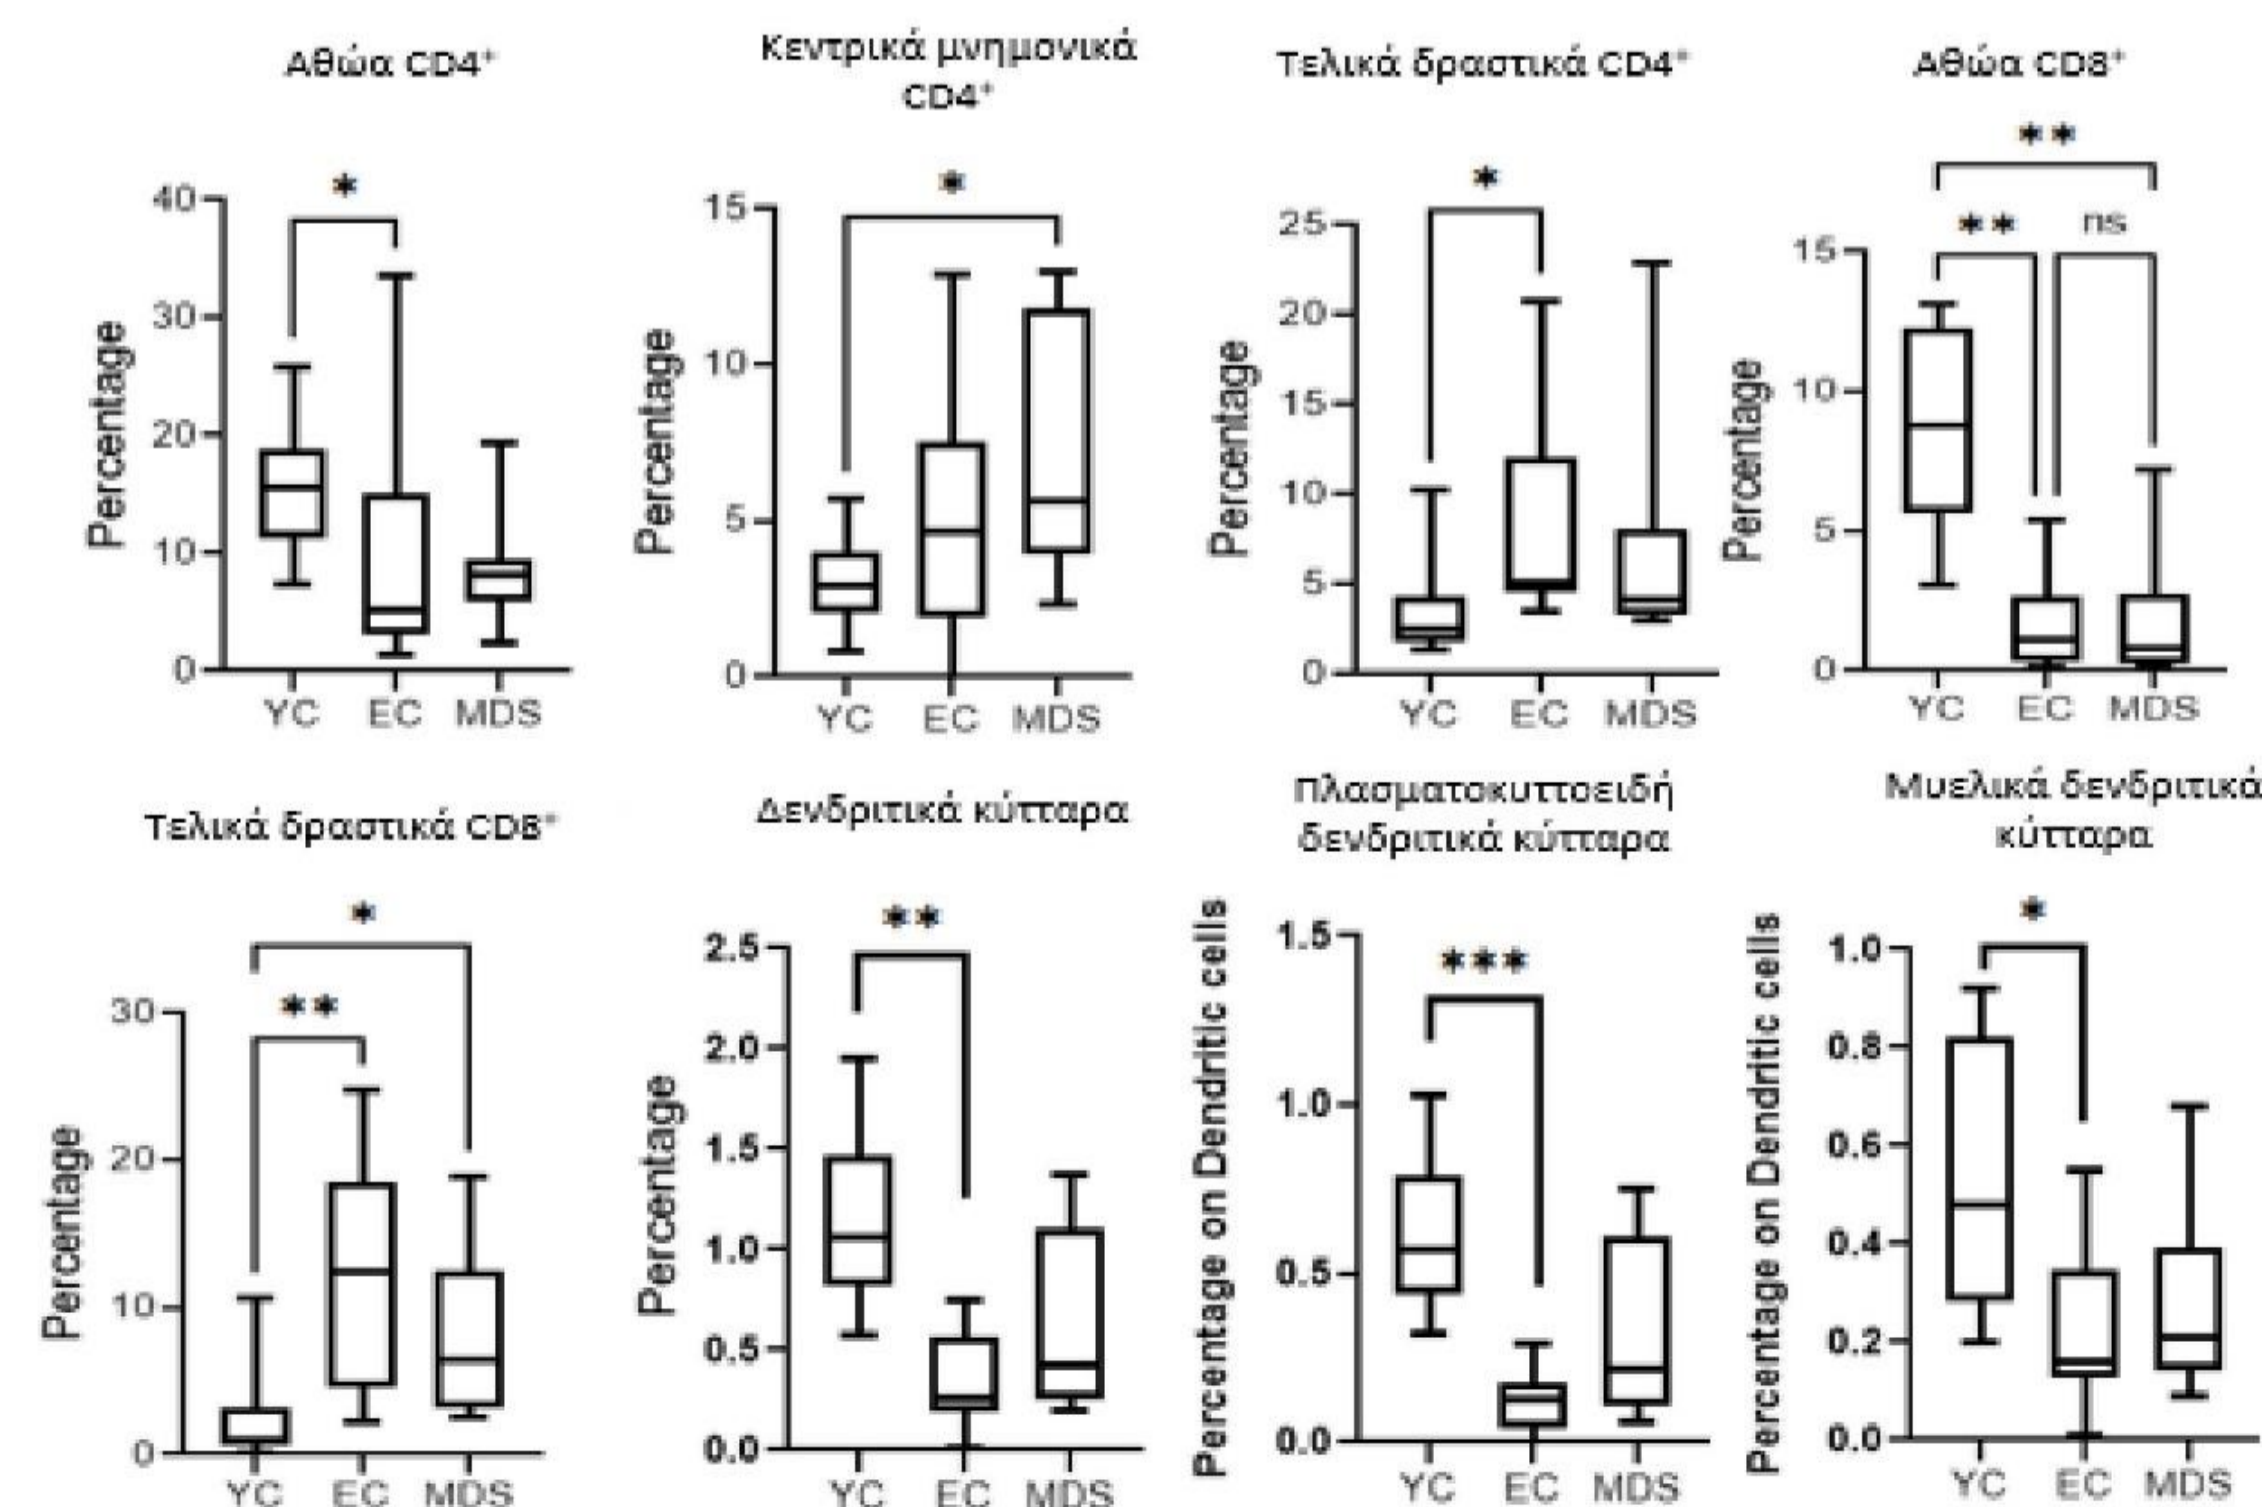 Αθώα CD4⁺
*
Percentage
40
30
20
10
0
YC EC MDS
Κεντρικά μνημονικά
CD4⁺
*
Percentage
15
10
5
0
YC EC MDS
Τελικά δραστικά CD4⁺
*
Percentage
25
20
15
10
5
0
YC EC MDS
Αθώα CD8⁺
**
** ns
Percentage
15
10
5
0
YC EC MDS
Τελικά δραστικά CD8⁺
*
**
Percentage
30
20
10
0
YC EC MDS
Δενδριτικά κύτταρα
**
Percentage
2.5
2.0
1.5
1.0
0.5
0.0
YC EC MDS
Πλασματοκυττοειδή
δενδριτικά κύτταρα
***
Percentage on Dendritic cells
1.5
1.0
0.5
0.0
YC EC MDS
Μυελικά δενδριτικά
κύτταρα
*
Percentage on Dendritic cells
1.0
0.8
0.6
0.4
0.2
0.0
YC EC MDS